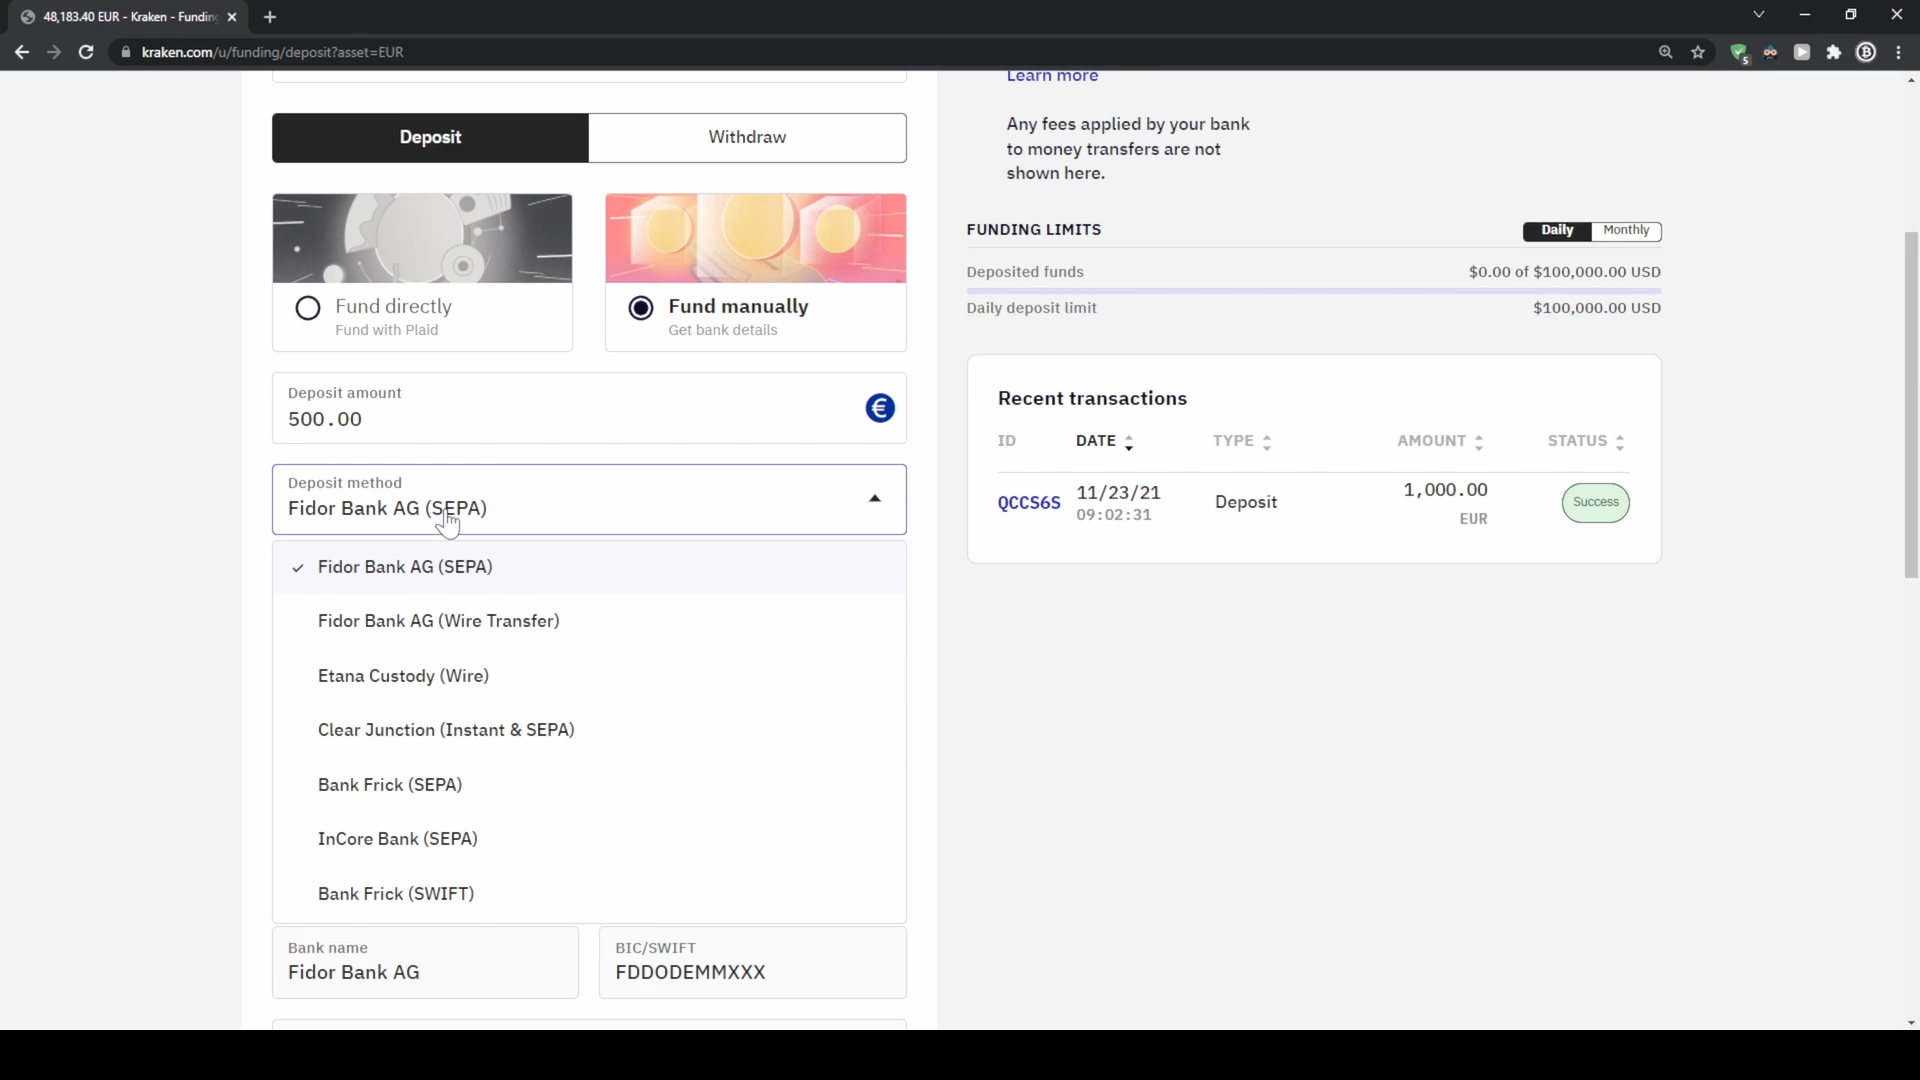 48,183.40 EUR - Kraken - Funding
kraken.com/u/funding/deposit?asset=EUR
5
Learn more
Deposit
Withdraw
Any fees applied by your bank
to money transfers are not
shown here.
Fund directly
Fund with Plaid
Fund manually
Get bank details
FUNDING LIMITS
Daily
Monthly
Deposited funds
$0.00 of $100,000.00 USD
Daily deposit limit
$100,000.00 USD
Deposit amount
500.00
€
Deposit method
Fidor Bank AG (SEPA)
Fidor Bank AG (SEPA)
Fidor Bank AG (Wire Transfer)
Etana Custody (Wire)
Clear Junction (Instant & SEPA)
Bank Frick (SEPA)
InCore Bank (SEPA)
Bank Frick (SWIFT)
Recent transactions
ID DATE TYPE AMOUNT STATUS
QCCS6S 11/23/21 Deposit 1,000.00 Success
09:02:31 EUR
Bank name
Fidor Bank AG
BIC/SWIFT
FDDODEMMXXX